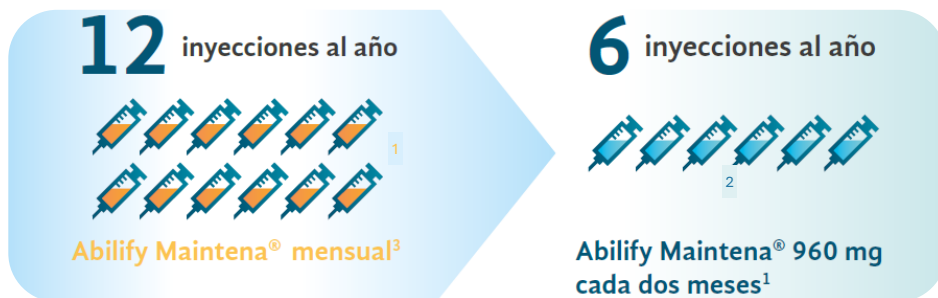 12 inyecciones al año
1
Abilify Maintena® mensual³
6 inyecciones al año
2
Abilify Maintena® 960 mg
cada dos meses¹